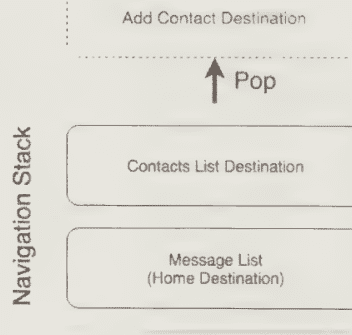 Add Contact Destination
Pop
Navigation Stack
Contacts List Destination
Message List
(Home Destination)